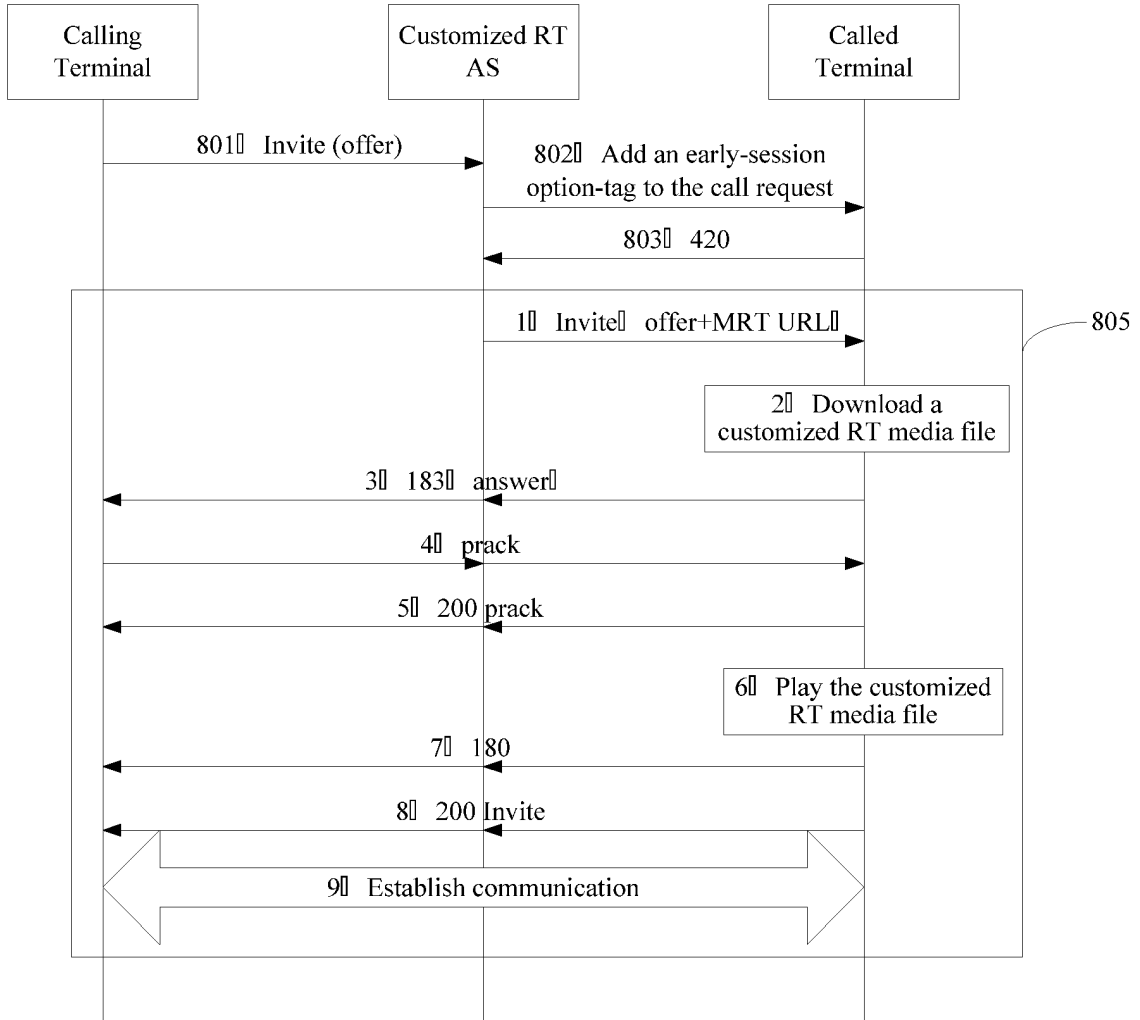 Calling
Terminal
Customized RT
AS
Called
Terminal
801▯ Invite (offer)
802▯ Add an early-session
option-tag to the call request
803▯ 420
1▯ Invite▯ offer+MRT URL▯
805
2▯ Download a
customized RT media file
3▯ 183▯ answer▯
4▯ prack
5▯ 200 prack
6▯ Play the customized
RT media file
7▯ 180
8▯ 200 Invite
9▯ Establish communication